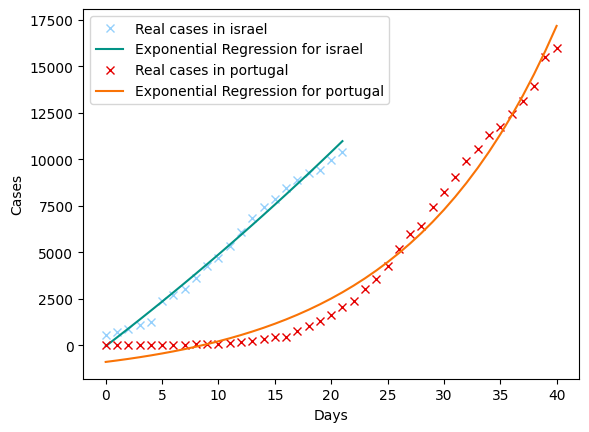 17500
15000
12500
10000
7500
5000
2500
0
Cases
Real cases in israel
Exponential Regression for israel
Real cases in portugal
Exponential Regression for portugal
0 5 10 15 20 25 30 35 40
Days